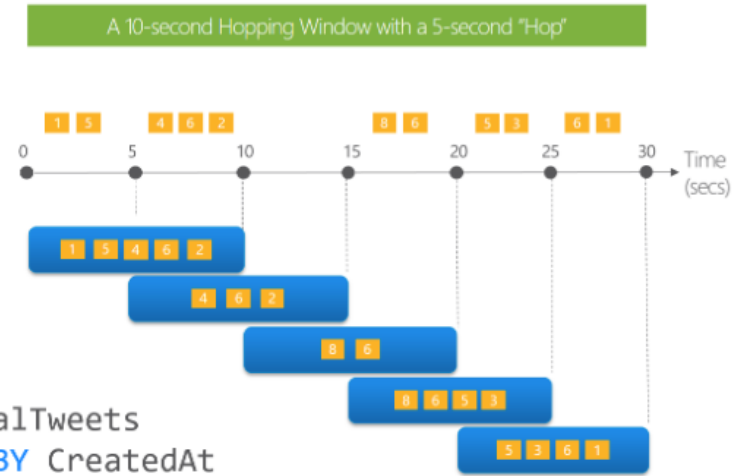 A 10-second Hopping Window with a 5-second “Hop”
1 5 4 6 2 8 6 5 3 6 1
0 5 10 15 20 25 30 Time
(secs)
1 5 4 6 2
4 6 2
8 6
8 6 5 3
alTweets
5 3 6 1
BY CreatedAt